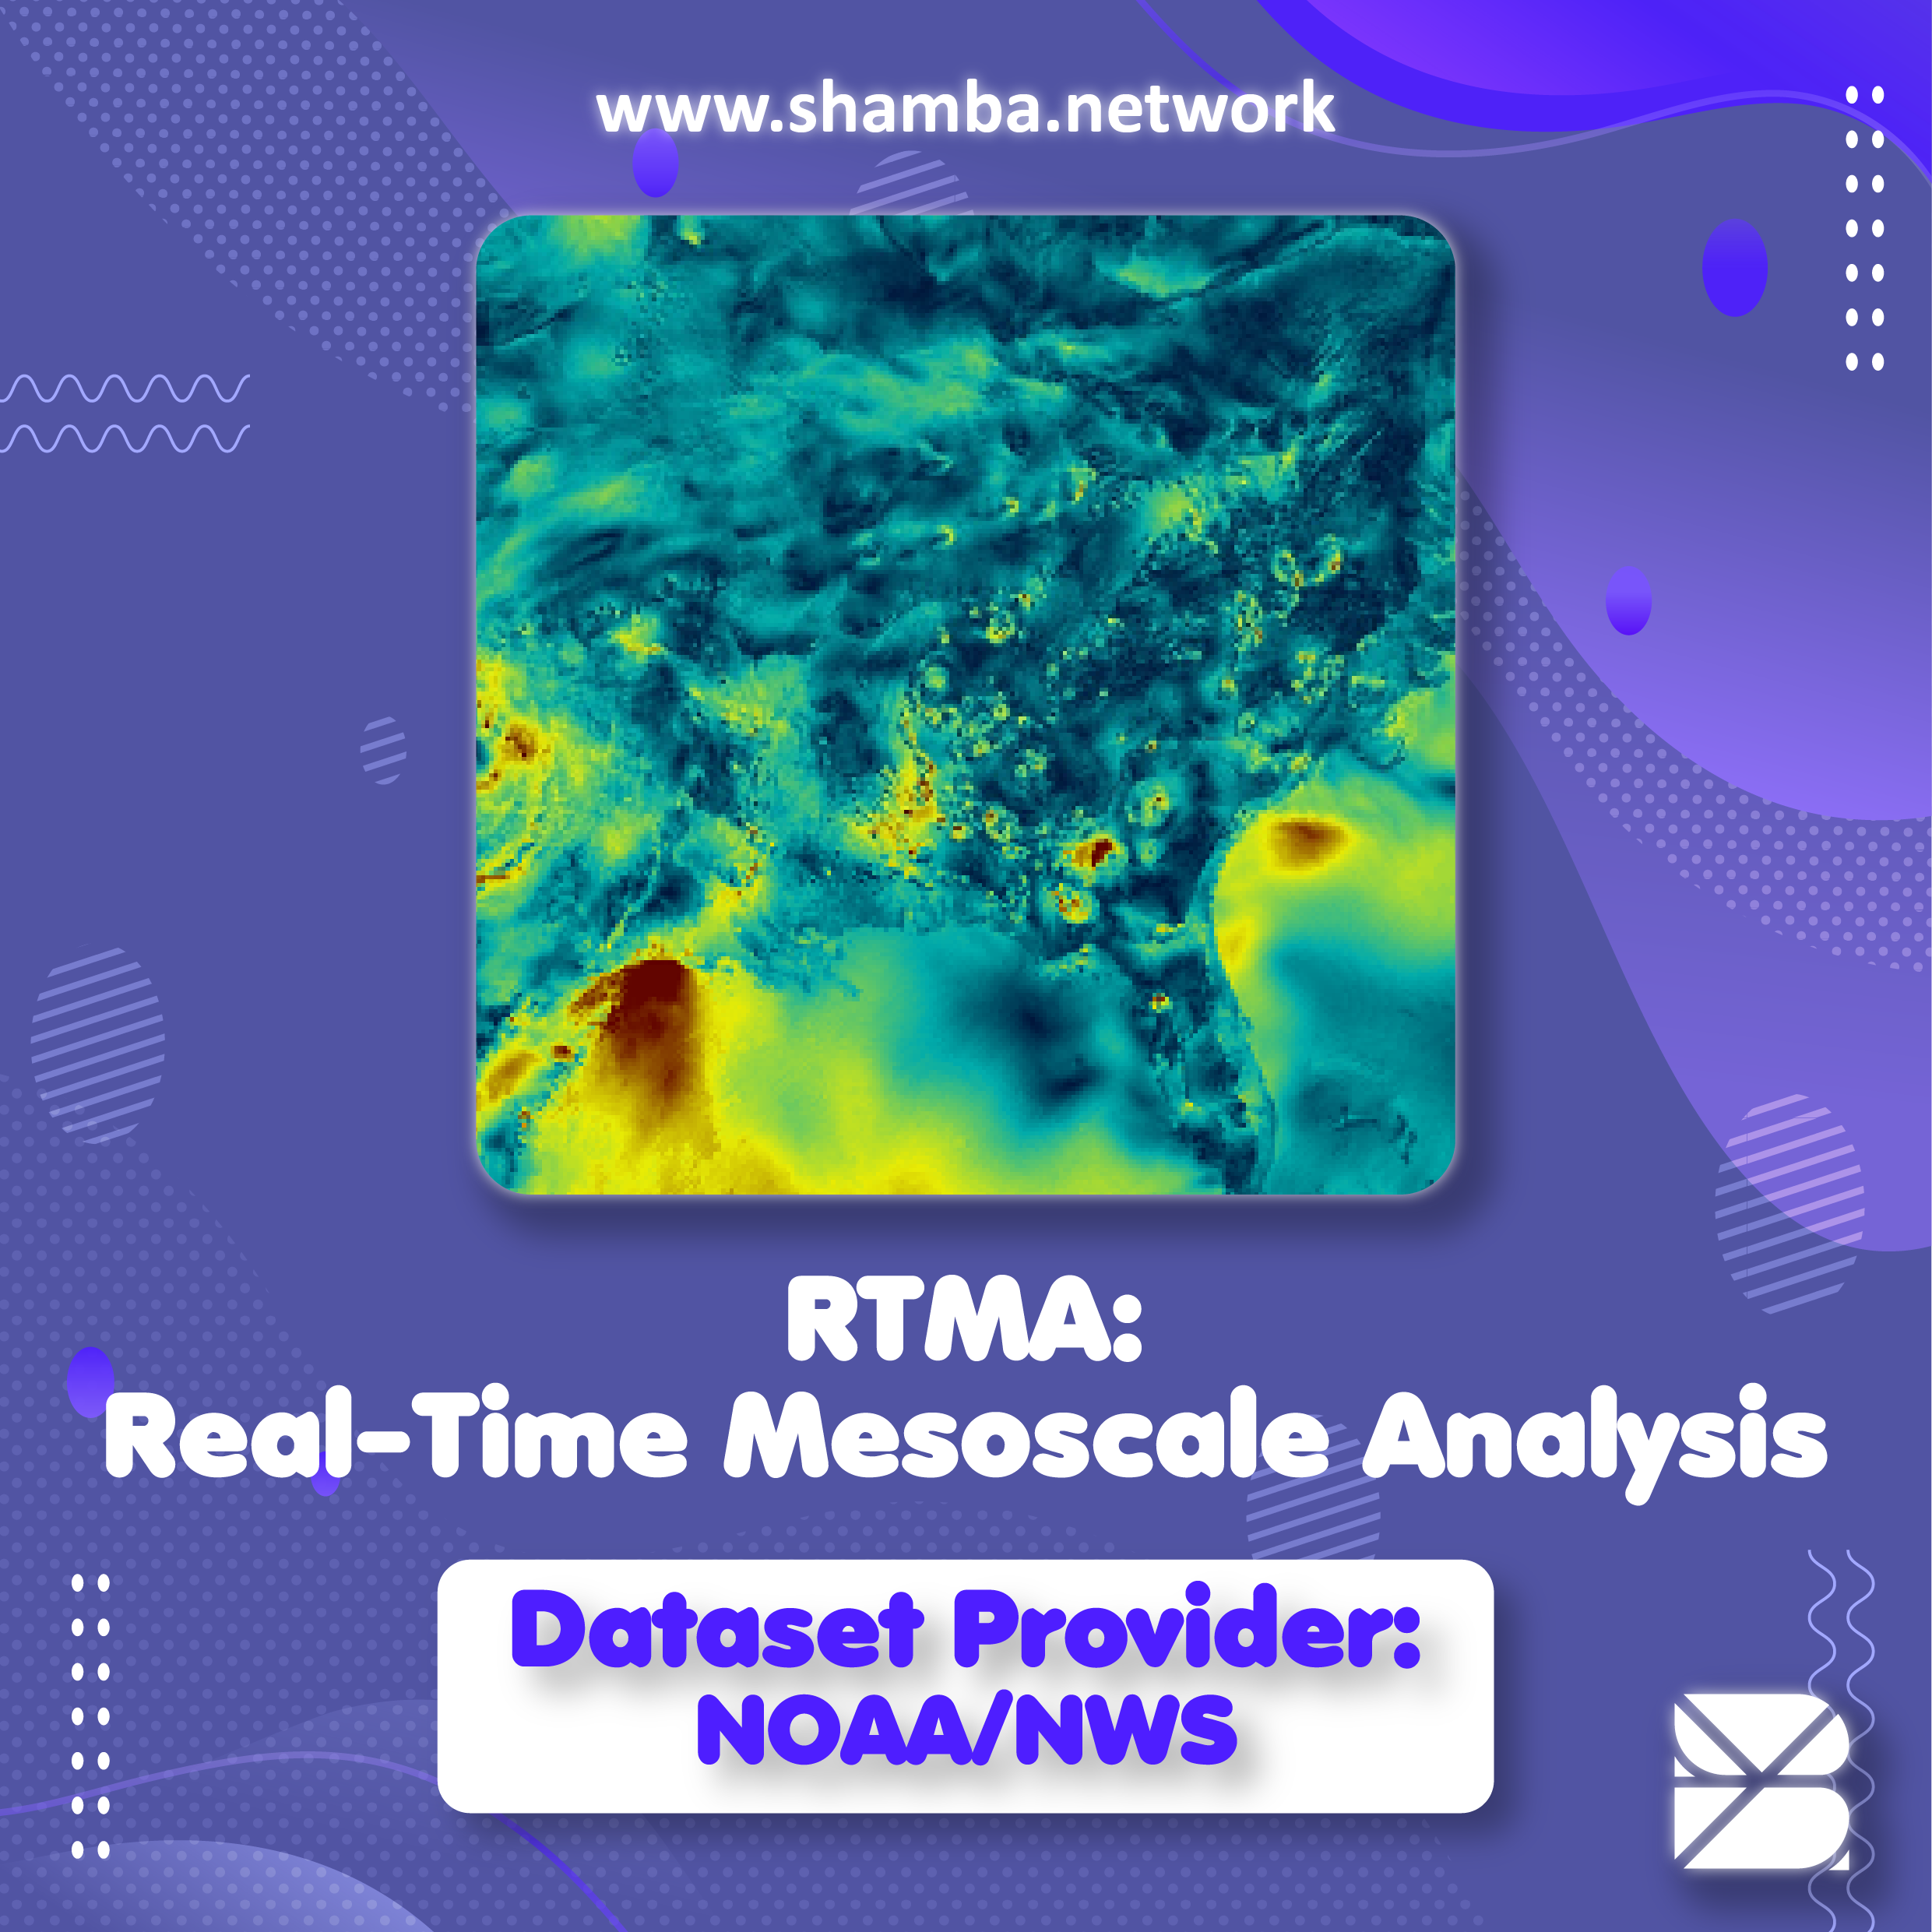 www.shamba.network
RTMA:
Real-Time Mesoscale Analysis
Dataset Provider:
NOAA/NWS